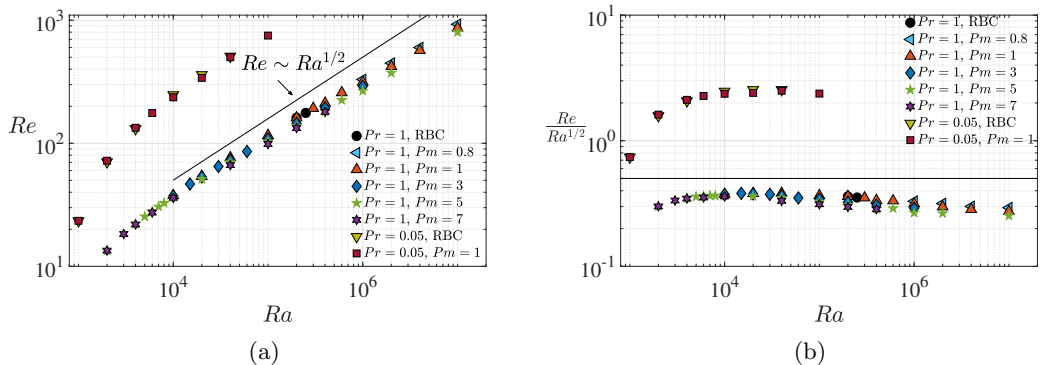 10^3
10^2
10^1
Re
Re ∼ Ra^{1/2}
Pr = 1, RBC
Pr = 1, Pm = 0.8
Pr = 1, Pm = 1
Pr = 1, Pm = 3
Pr = 1, Pm = 5
Pr = 1, Pm = 7
Pr = 0.05, RBC
Pr = 0.05, Pm = 1
10^4
10^6
Ra
(a)
10^1
10^0
10^{-1}
Re
Ra^{1/2}
Pr = 1, RBC
Pr = 1, Pm = 0.8
Pr = 1, Pm = 1
Pr = 1, Pm = 3
Pr = 1, Pm = 5
Pr = 1, Pm = 7
Pr = 0.05, RBC
Pr = 0.05, Pm = 1
10^4
10^6
Ra
(b)